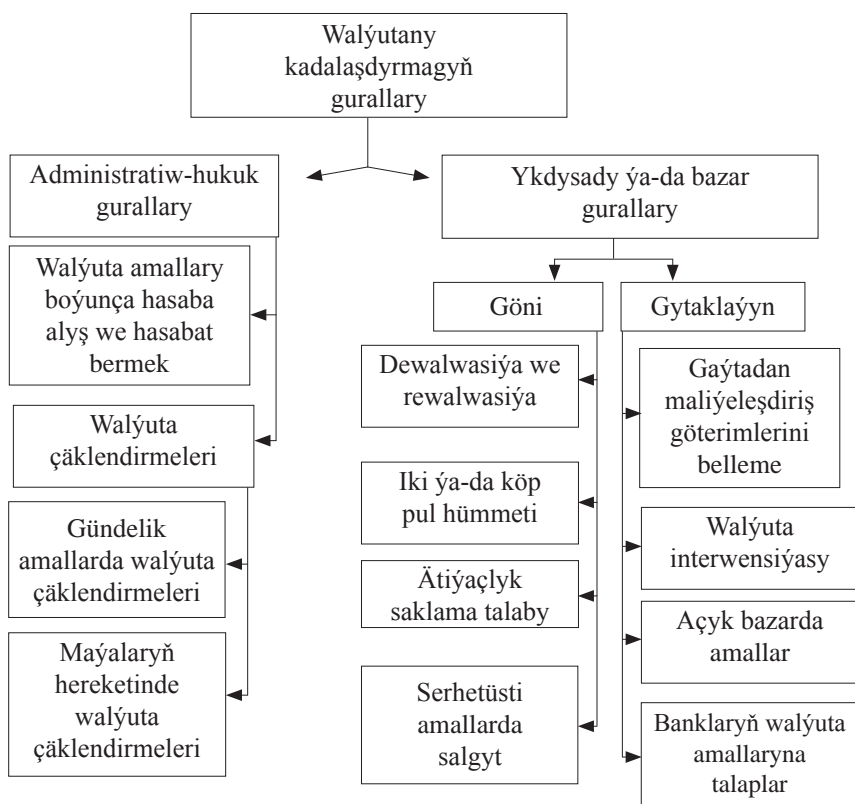 Walýutany
kadalaşdyrmagyň
gurallary
Administratiw-hukuk
gurallary
Walýuta amallary
boýunça hasaba
alyş we hasabat
bermek
Walýuta
çäklendirmeleri
Gündelik
amallarda walýuta
çäklendirmeleri
Maýalaryň
hereketinde
walýuta
çäklendirmeleri
Ykdysady ýa-da bazar
gurallary
Göni
Dewalwasiýa we
rewalwasiýa
Iki ýa-da köp
pul hümmeti
Ätiýaçlyk
saklama talaby
Serhetüsti
amallarda
salgyt
Gytaklaýyn
Gaýtadan
maliýeleşdiriş
göterimlerini
belleme
Walýuta
interwensiýasy
Açyk bazarda
amallar
Banklaryň walýuta
amallaryna
talaplar